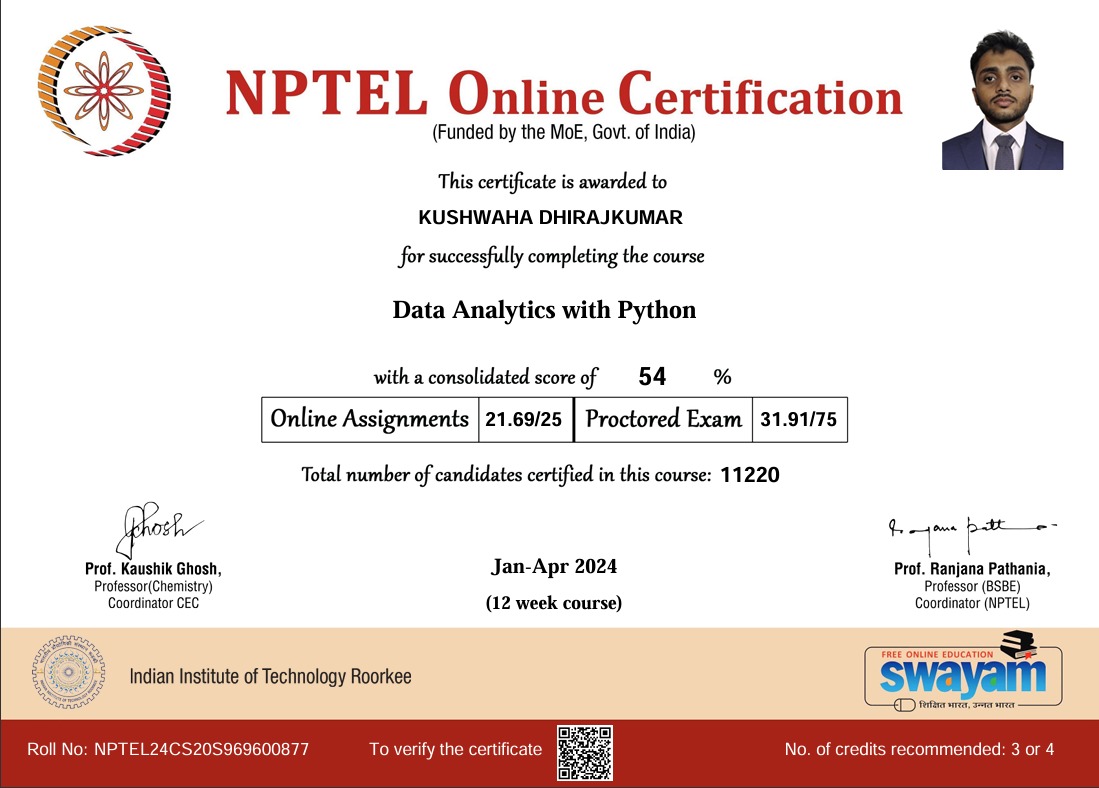 NPTEL Online Certification
(Funded by the MoE, Govt. of India)
This certificate is awarded to
KUSHWAHA DHIRAJKUMAR
for successfully completing the course
Data Analytics with Python
with a consolidated score of 54 %
Online Assignments 21.69/25 Proctored Exam 31.91/75
Total number of candidates certified in this course: 11220
Prof. Kaushik Ghosh,
Professor(Chemistry)
Coordinator CEC
Jan-Apr 2024
(12 week course)
Prof. Ranjana Pathania,
Professor (BSBE)
Coordinator (NPTEL)
Indian Institute of Technology Roorkee
FREE ONLINE EDUCATION
swayam
शिक्षित भारत, उन्नत भारत
Roll No: NPTEL24CS20S969600877
To verify the certificate
No. of credits recommended: 3 or 4